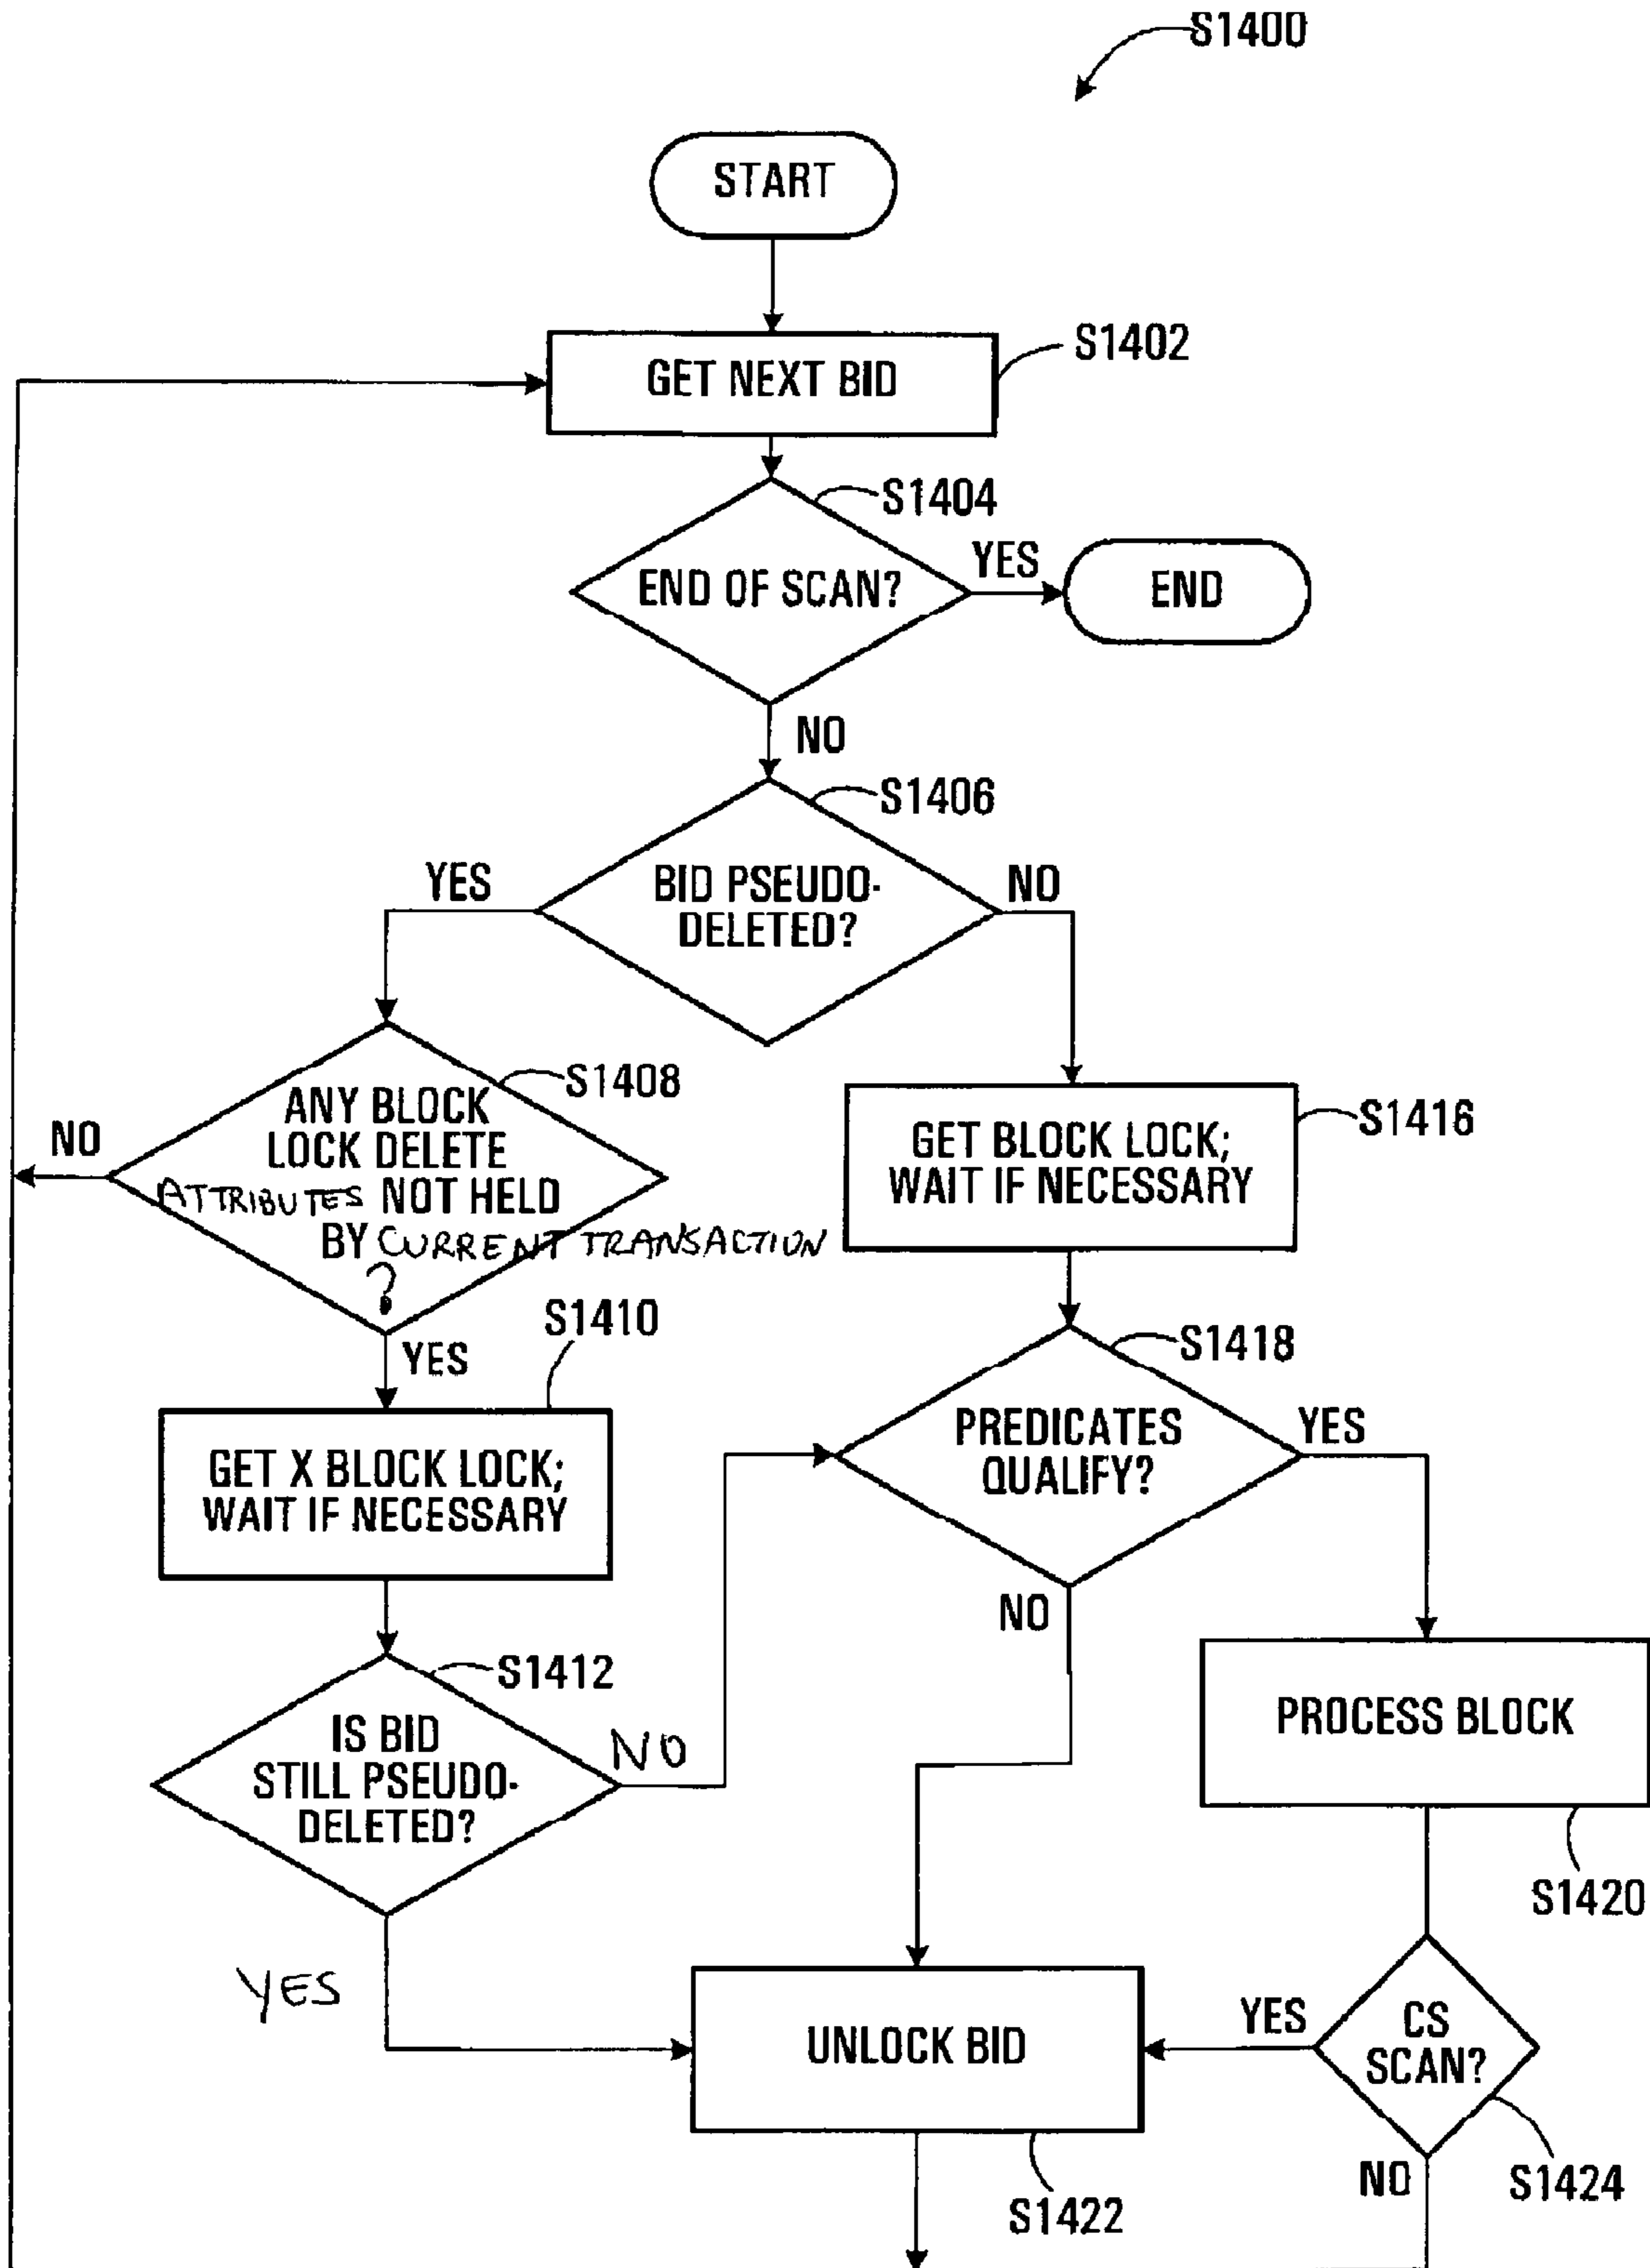 S1400
START
S1402
GET NEXT BID
S1404
END OF SCAN?
YES
END
NO
S1406
BID PSEUDO-
DELETED?
YES
NO
S1408
ANY BLOCK
LOCK DELETE
ATTRIBUTES NOT HELD
BY CURRENT TRANSACTION
?
NO
YES
S1416
GET BLOCK LOCK;
WAIT IF NECESSARY
S1410
GET X BLOCK LOCK;
WAIT IF NECESSARY
S1418
PREDICATES
QUALIFY?
YES
NO
S1412
IS BID
STILL PSEUDO-
DELETED?
NO
YES
PROCESS BLOCK
S1420
UNLOCK BID
S1422
YES
CS
SCAN?
NO
S1424